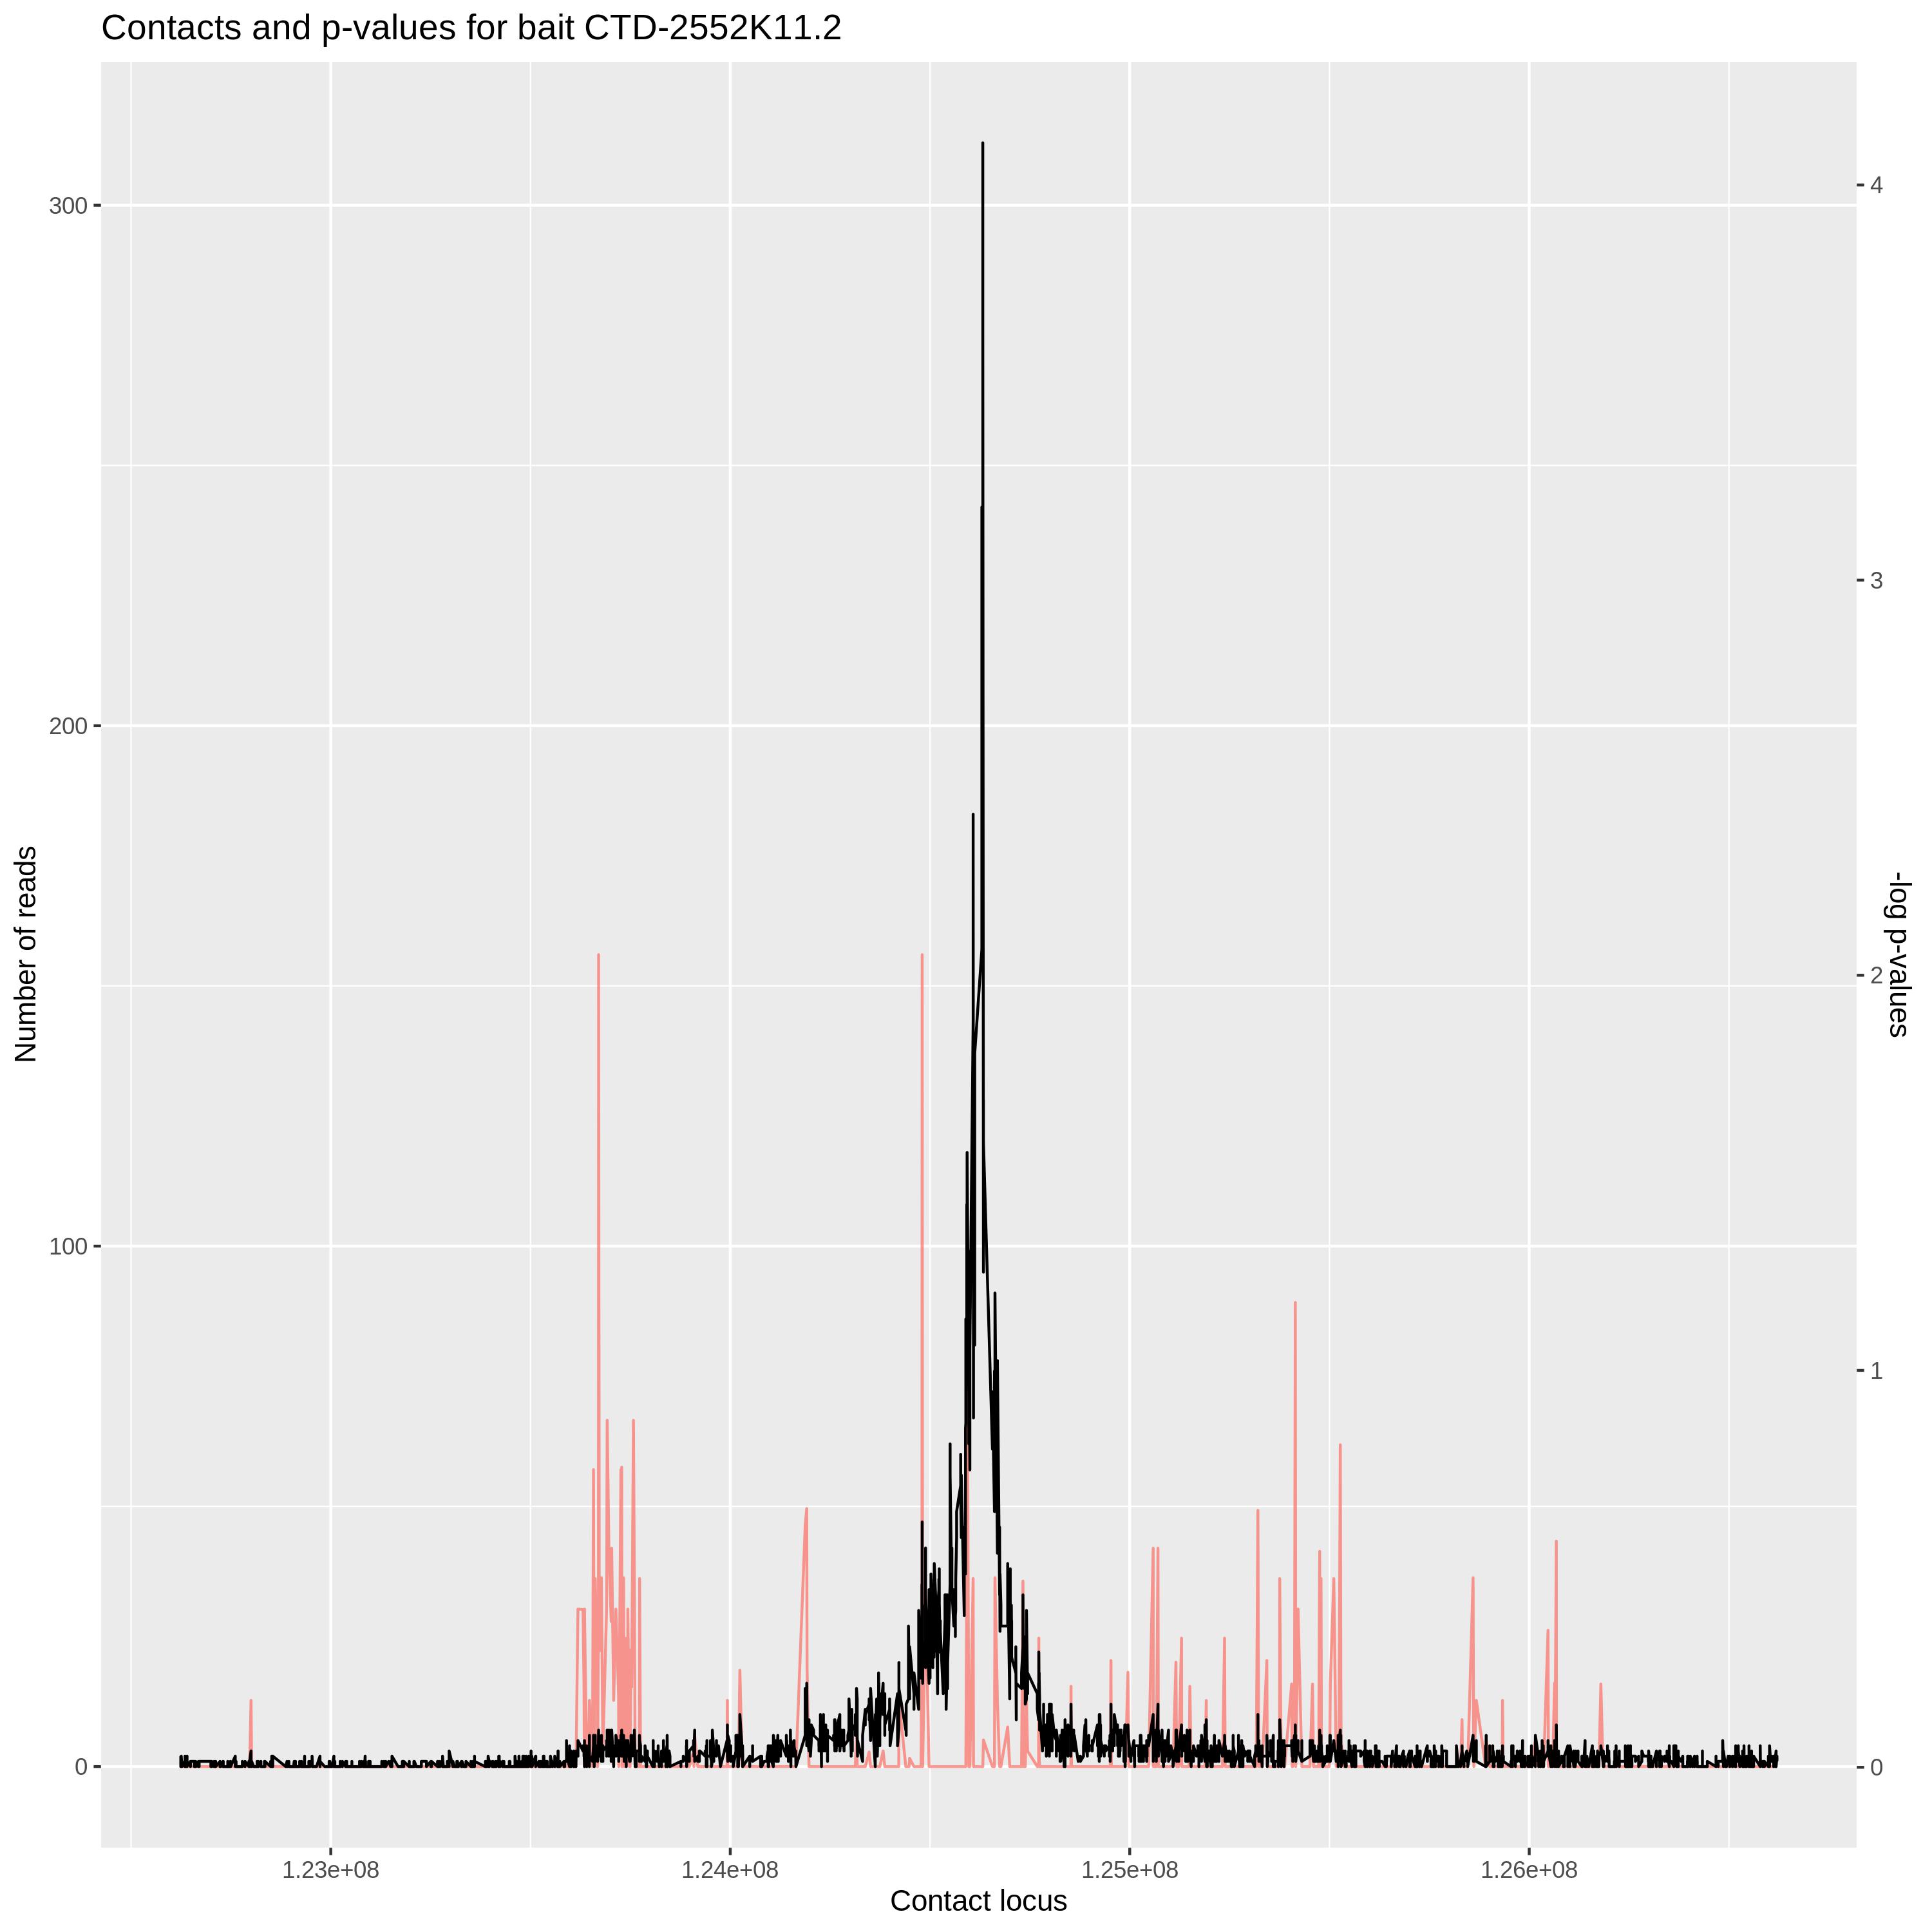 Contacts and p-values for bait CTD-2552K11.2
Number of reads
300
200
100
0
4
3
2
1
0
-log p-values
1.23e+08 1.24e+08 1.25e+08 1.26e+08
Contact locus